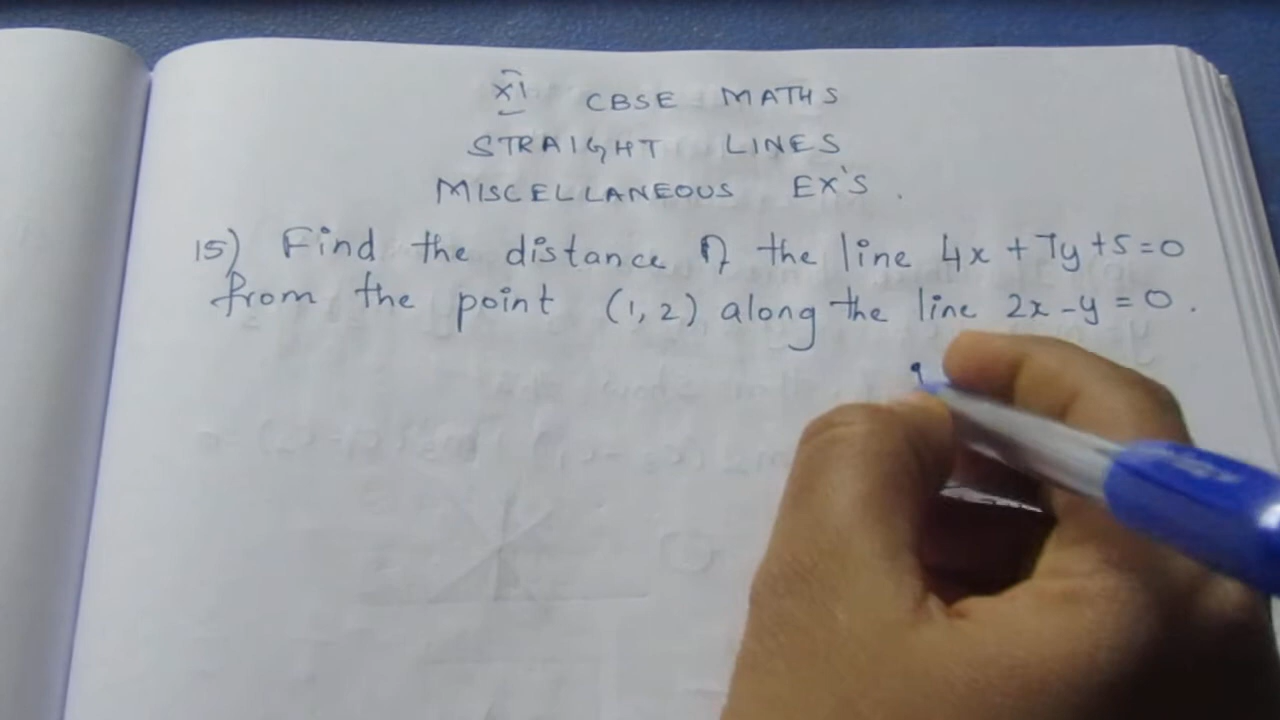 XI CBSE MATHS
STRAIGHT LINES
MISCELLANEOUS EX'S.
15) Find the distance of the line 4x + 7y + 5 = 0
from the point (1, 2) along the line 2x - y = 0.